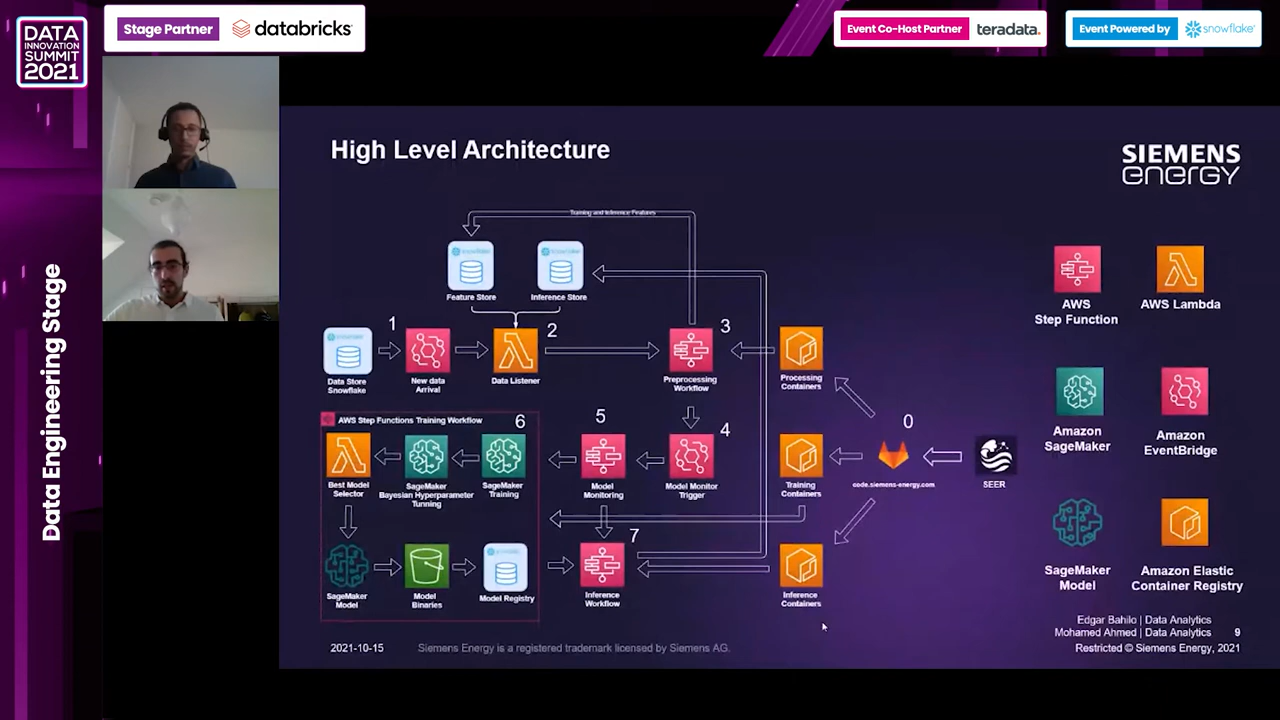 DATA
INNOVATION
SUMMIT
2021
Stage Partner
databricks
Event Co-Host Partner
teradata.
Event Powered by
snowflake
Data Engineering Stage
High Level Architecture
SIEMENS
energy
Training and Inference Features
snowflake
snowflake
Feature Store
Inference Store
1
2
3
snowflake
Data Store
Snowflake
New data
Arrival
Data Listener
Preprocessing
Workflow
Processing
Containers
AWS Step Functions Training Workflow
6
5
4
0
Best Model
Selector
SageMaker
Bayesian Hyperparameter
Tunning
SageMaker
Training
Model
Monitoring
Model Monitor
Trigger
Training
Containers
code.siemens-energy.com
SEER
7
SageMaker
Model
Model
Binaries
Model Registry
Inference
Workflow
Inference
Containers
AWS
Step Function
AWS Lambda
Amazon
SageMaker
Amazon
EventBridge
SageMaker
Model
Amazon Elastic
Container Registry
Edgar Bahilo | Data Analytics
Mohamed Ahmed | Data Analytics 9
2021-10-15
Siemens Energy is a registered trademark licensed by Siemens AG.
Restricted © Siemens Energy, 2021